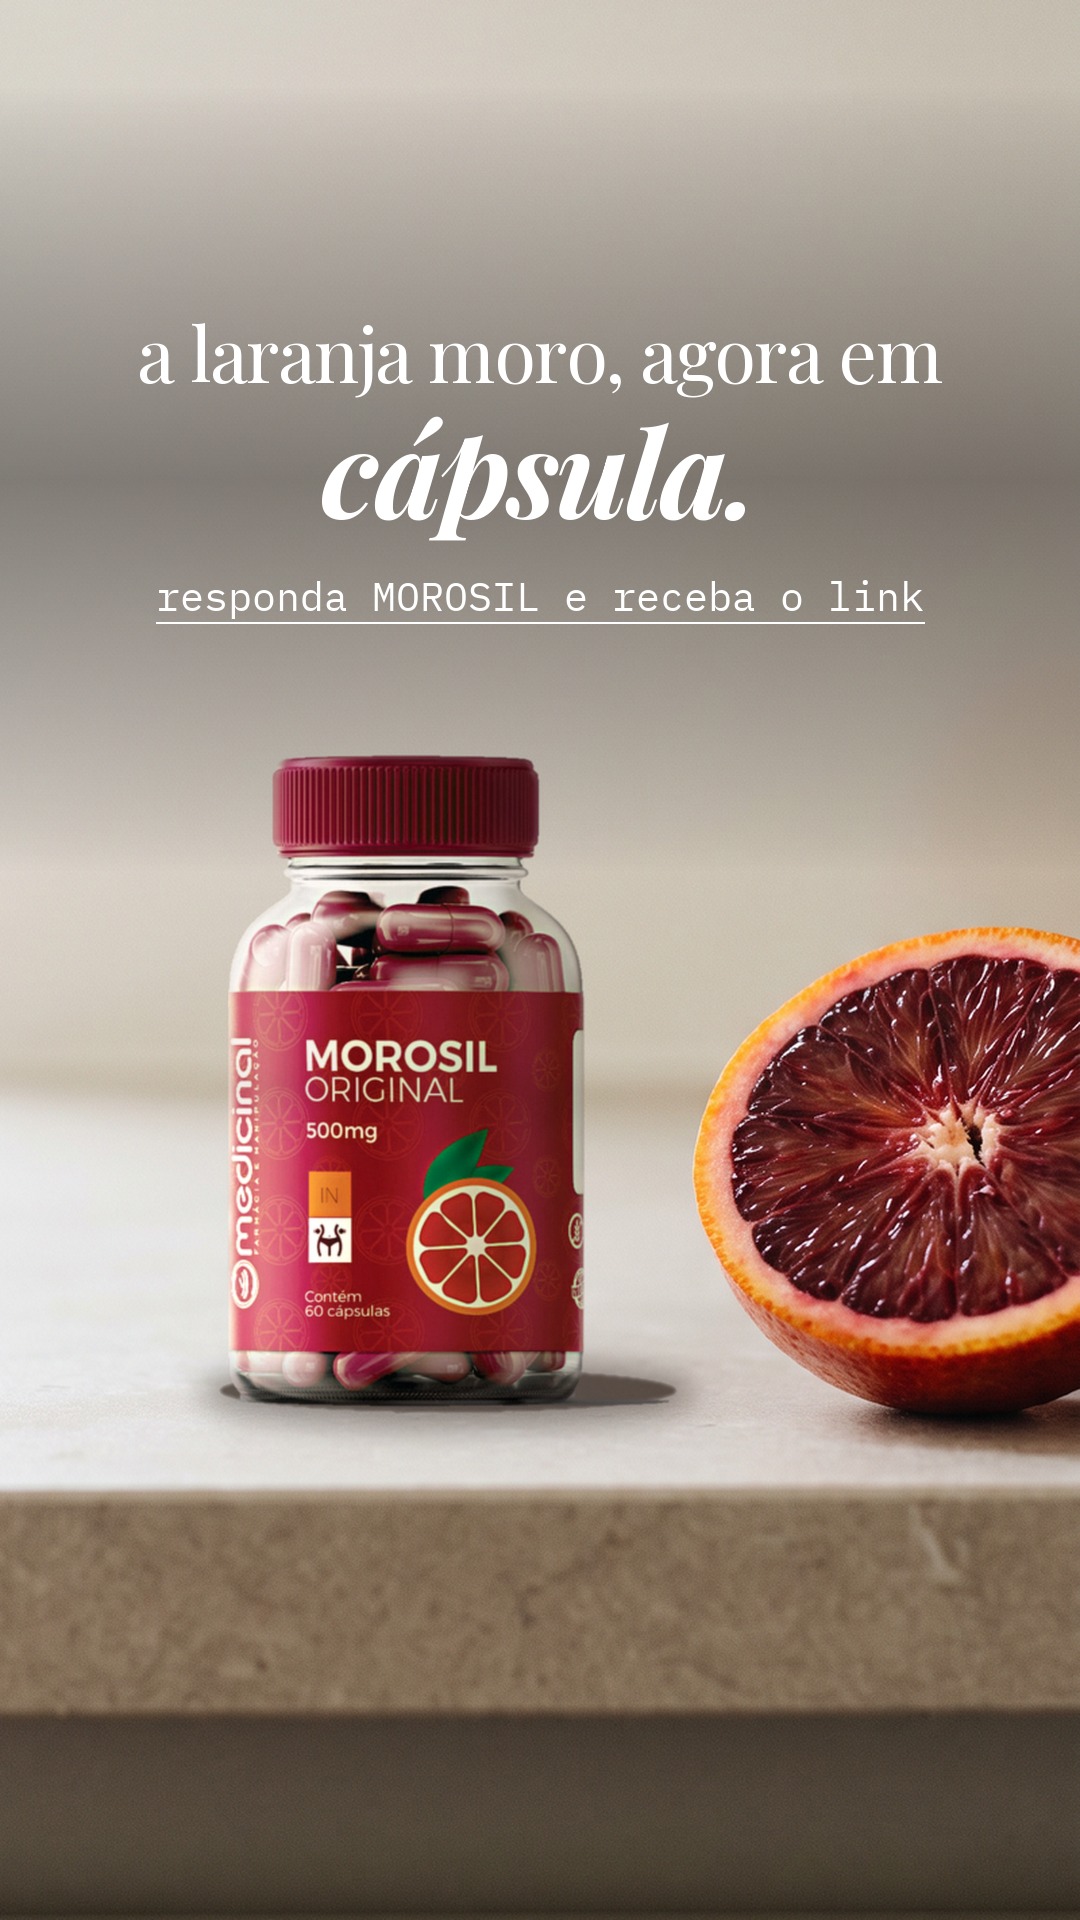 a laranja moro, agora em
cápsula.
responda MOROSIL e receba o link
medicinal
FARMÁCIA E MANIPULAÇÃO
MOROSIL
ORIGINAL
500mg
IN
Contém
60 cápsulas